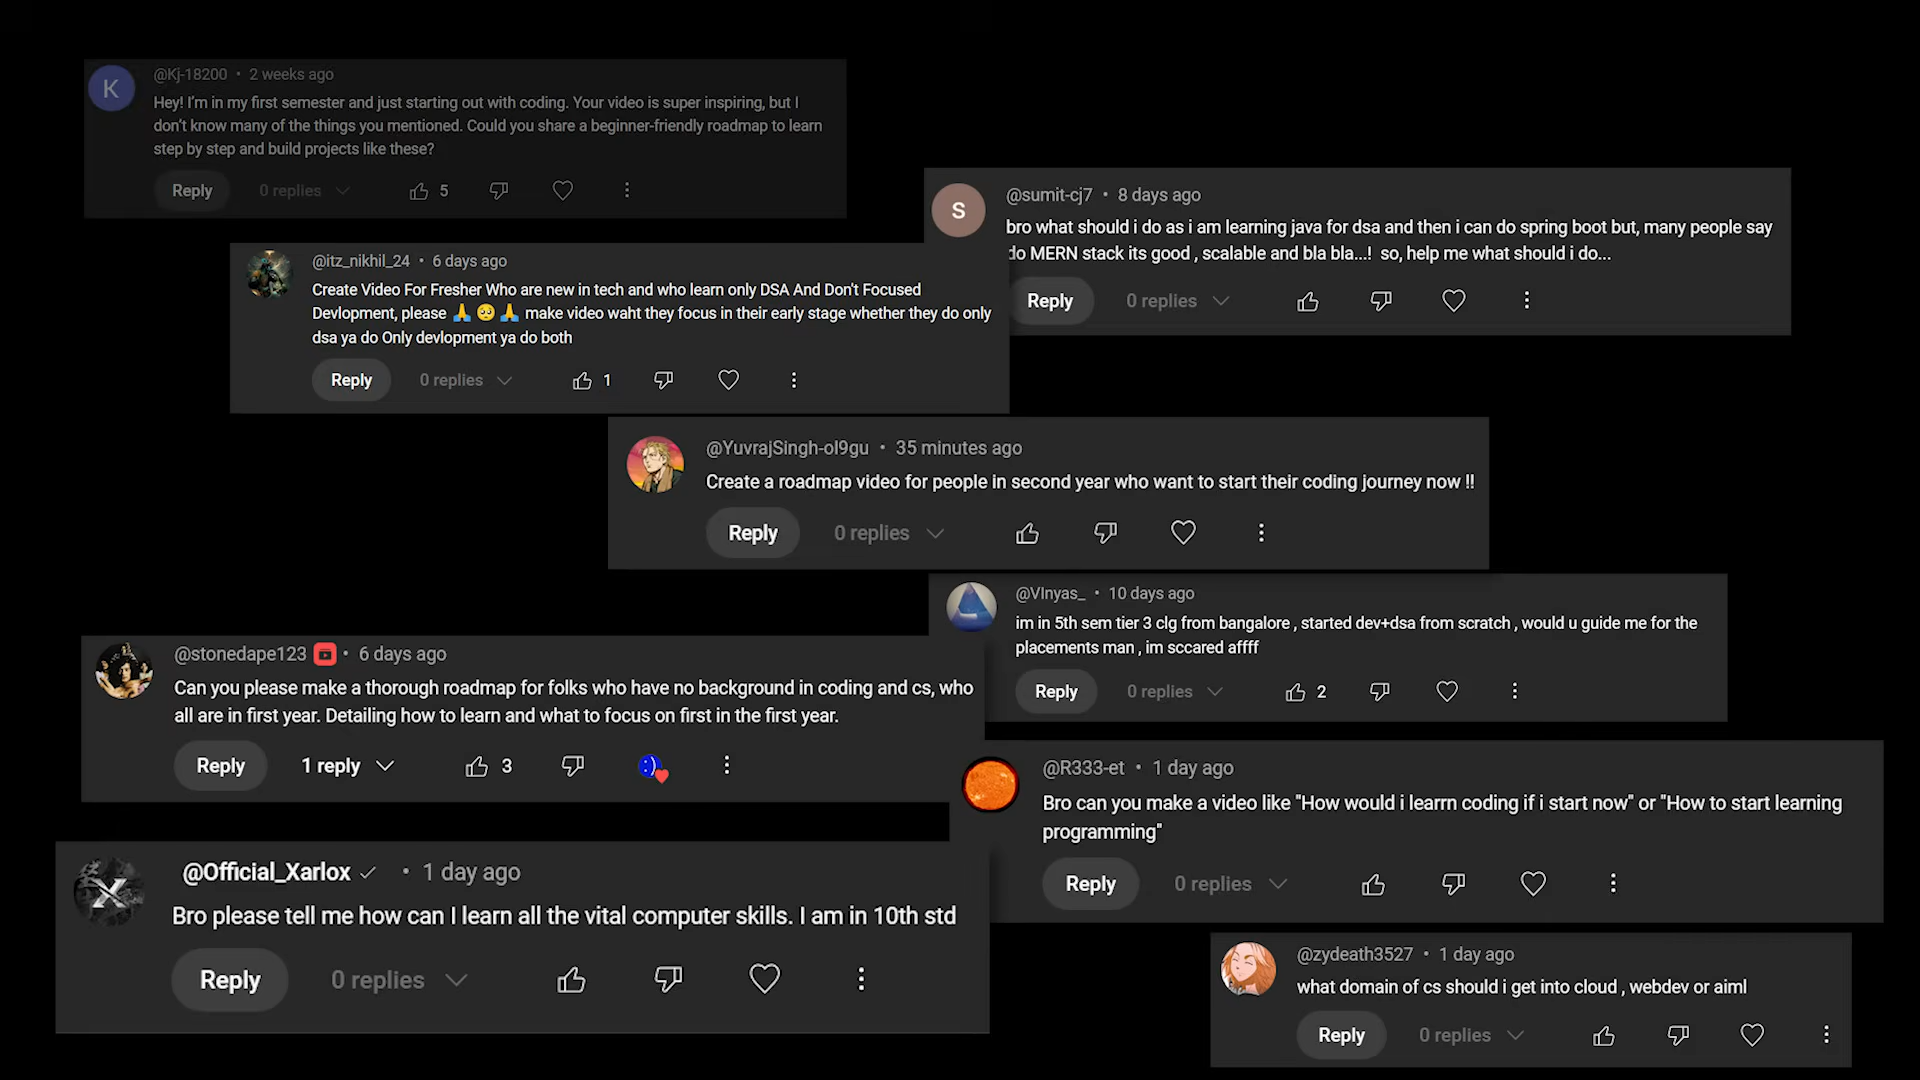 K
@Kj-18200 • 2 weeks ago
Hey! I'm in my first semester and just starting out with coding. Your video is super inspiring, but I
don't know many of the things you mentioned. Could you share a beginner-friendly roadmap to learn
step by step and build projects like these?
Reply 0 replies 5
S
@sumit-cj7 • 8 days ago
bro what should i do as i am learning java for dsa and then i can do spring boot but, many people say
do MERN stack its good , scalable and bla bla...! so, help me what should i do...
Reply 0 replies
@itz_nikhil_24 • 6 days ago
Create Video For Fresher Who are new in tech and who learn only DSA And Don't Focused
Devlopment, please 🙏 🥺 🙏 make video waht they focus in their early stage whether they do only
dsa ya do Only devlopment ya do both
Reply 0 replies 1
@YuvrajSingh-ol9gu • 35 minutes ago
Create a roadmap video for people in second year who want to start their coding journey now !!
Reply 0 replies
@VInyas_ • 10 days ago
im in 5th sem tier 3 clg from bangalore , started dev+dsa from scratch , would u guide me for the
placements man , im sccared affff
Reply 0 replies 2
@stonedape123 • 6 days ago
Can you please make a thorough roadmap for folks who have no background in coding and cs, who
all are in first year. Detailing how to learn and what to focus on first in the first year.
Reply 1 reply 3
@R333-et • 1 day ago
Bro can you make a video like "How would i learrn coding if i start now" or "How to start learning
programming"
Reply 0 replies
@Official_Xarlox • 1 day ago
Bro please tell me how can I learn all the vital computer skills. I am in 10th std
Reply 0 replies
@zydeath3527 • 1 day ago
what domain of cs should i get into cloud , webdev or aiml
Reply 0 replies